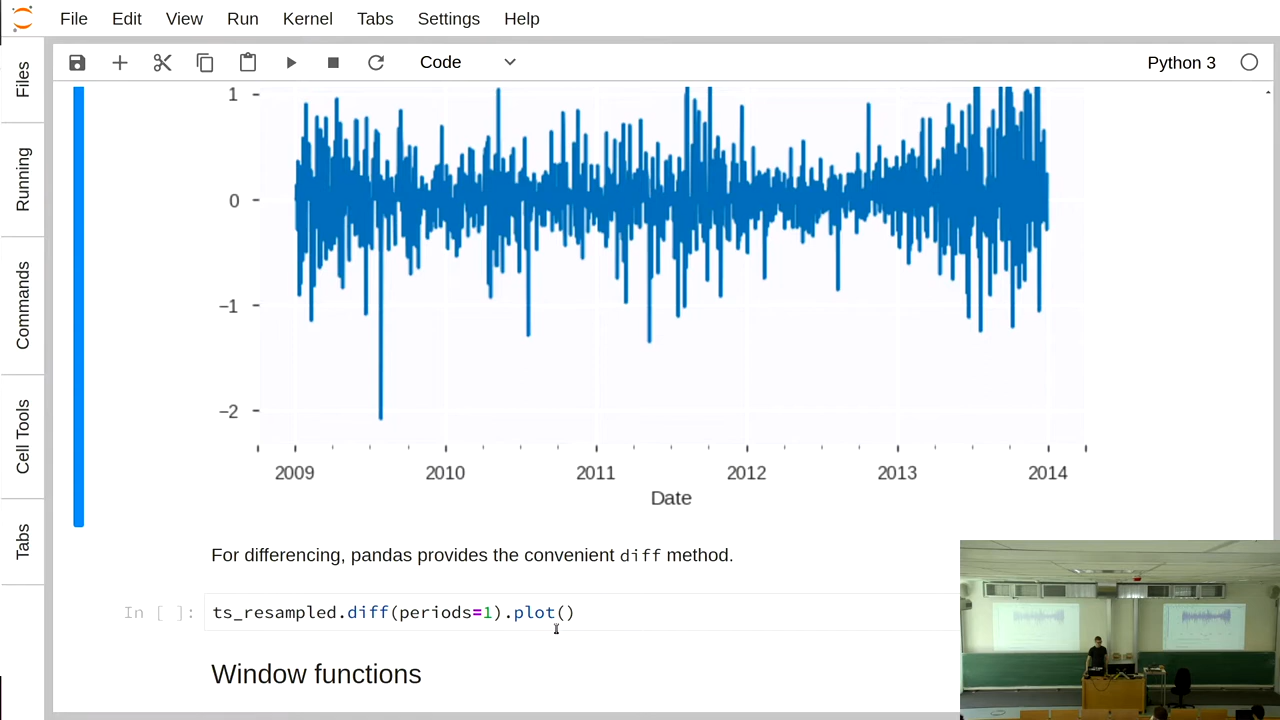 File Edit View Run Kernel Tabs Settings Help
Code
Python 3
Files
Running
Commands
Cell Tools
Tabs
1
0
−1
−2
2009 2010 2011 2012 2013 2014
Date
For differencing, pandas provides the convenient diff method.
In [ ]: ts_resampled.diff(periods=1).plot()
Window functions